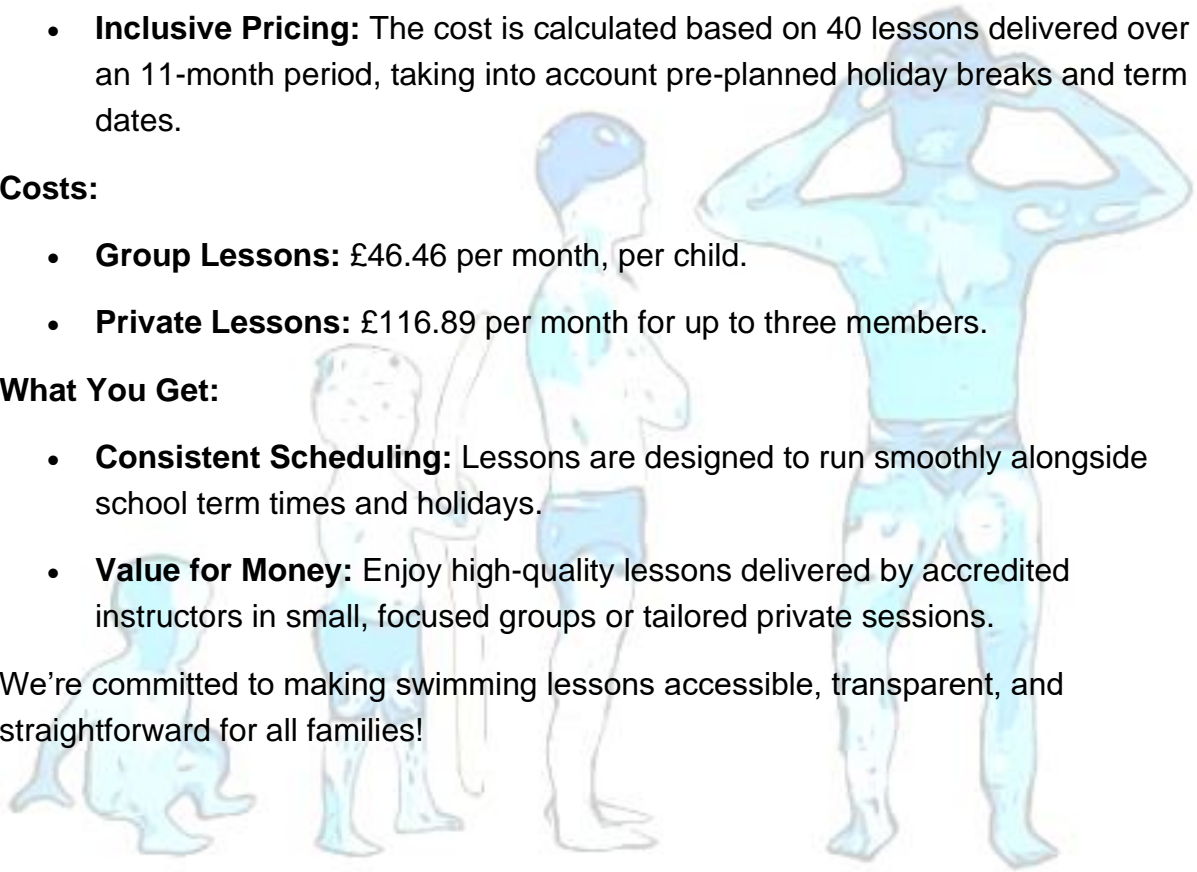 • Inclusive Pricing: The cost is calculated based on 40 lessons delivered over
an 11-month period, taking into account pre-planned holiday breaks and term
dates.
Costs:
• Group Lessons: £46.46 per month, per child.
• Private Lessons: £116.89 per month for up to three members.
What You Get:
• Consistent Scheduling: Lessons are designed to run smoothly alongside
school term times and holidays.
• Value for Money: Enjoy high-quality lessons delivered by accredited
instructors in small, focused groups or tailored private sessions.
We’re committed to making swimming lessons accessible, transparent, and
straightforward for all families!